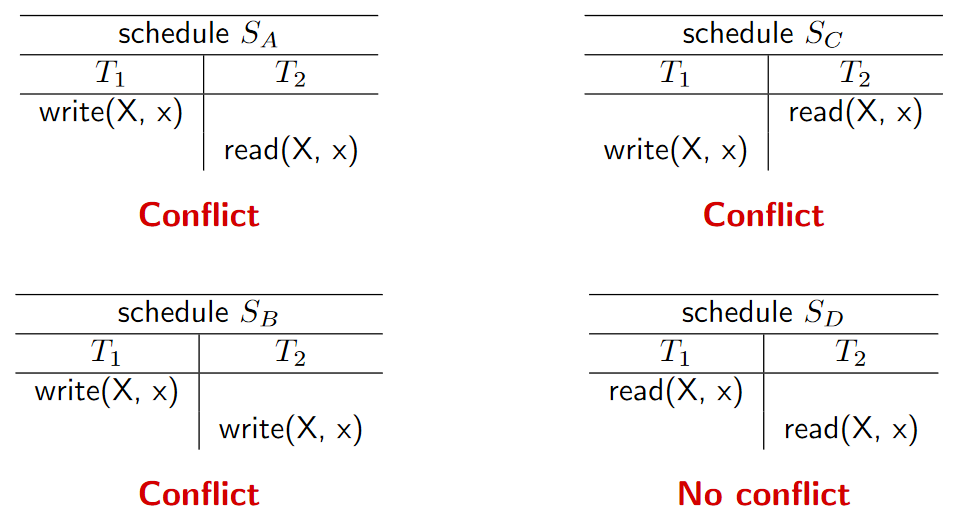 schedule S_A
T_1 T_2
write(X, x)
read(X, x)
Conflict
schedule S_C
T_1 T_2
read(X, x)
write(X, x)
Conflict
schedule S_B
T_1 T_2
write(X, x)
write(X, x)
Conflict
schedule S_D
T_1 T_2
read(X, x)
read(X, x)
No conflict